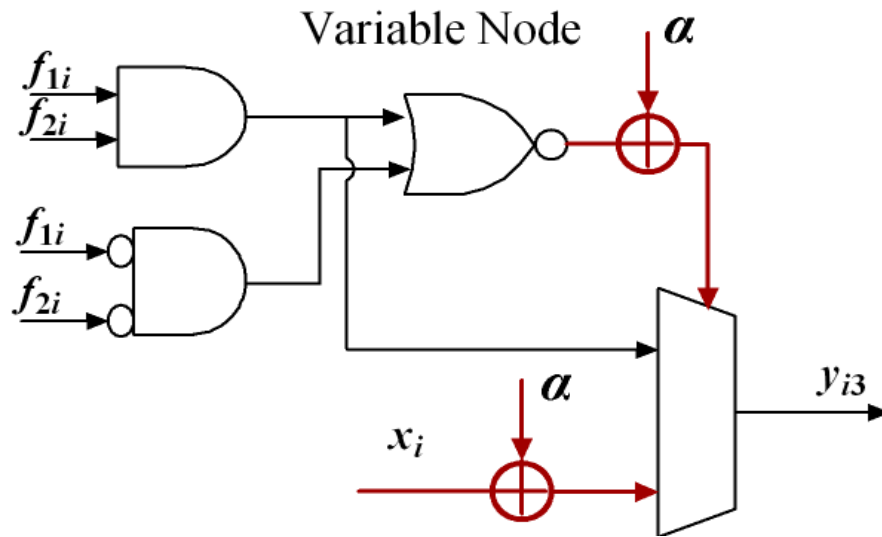 Variable Node
α
f1i
f2i
f1i
f2i
α
xi
yi3